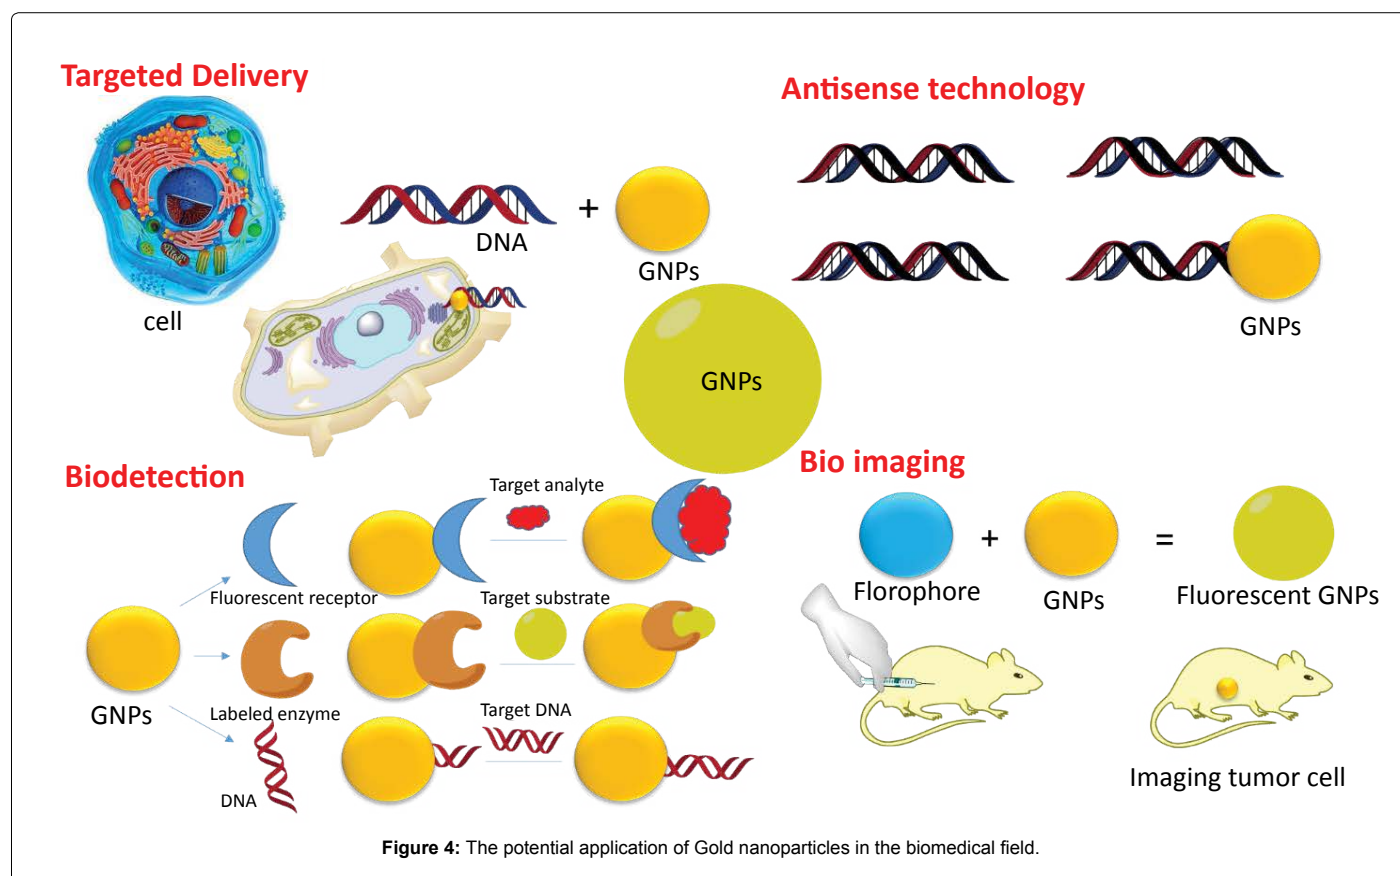 Targeted Delivery
cell
DNA
+
GNPs
Antisense technology
GNPs
GNPs
Biodetection
GNPs
Fluorescent receptor
Target analyte
Labeled enzyme
Target substrate
DNA
Target DNA
Bio imaging
Florophore
+
GNPs
=
Fluorescent GNPs
Imaging tumor cell
Figure 4: The potential application of Gold nanoparticles in the biomedical field.